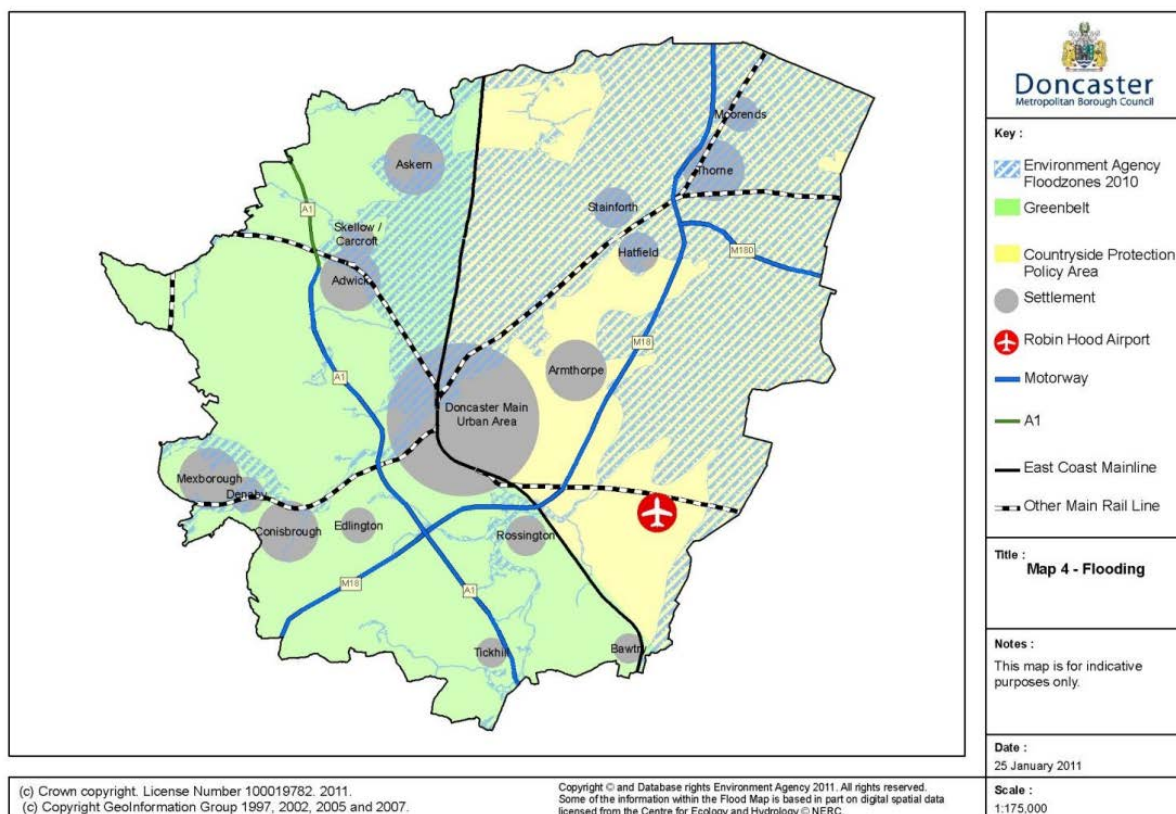 Moorends
Askern
Thorne
Stainforth
A1
Skellow /
Carcroft
Hatfield
M180
Adwick
M18
Armthorpe
A1
Doncaster Main
Urban Area
Mexborough
Denaby
Conisbrough
Edlington
Rossington
M18
A1
Tickhill
Bawtry
Doncaster
Metropolitan Borough Council
Key :
Environment Agency
Floodzones 2010
Greenbelt
Countryside Protection
Policy Area
Settlement
Robin Hood Airport
Motorway
A1
East Coast Mainline
Other Main Rail Line
Title :
Map 4 - Flooding
Notes :
This map is for indicative
purposes only.
Date :
25 January 2011
Scale :
1:175,000
(c) Crown copyright. License Number 100019782. 2011.
(c) Copyright GeoInformation Group 1997, 2002, 2005 and 2007.
Copyright © and Database rights Environment Agency 2011. All rights reserved.
Some of the information within the Flood Map is based in part on digital spatial data
licensed from the Centre for Ecology and Hydrology © NERC.